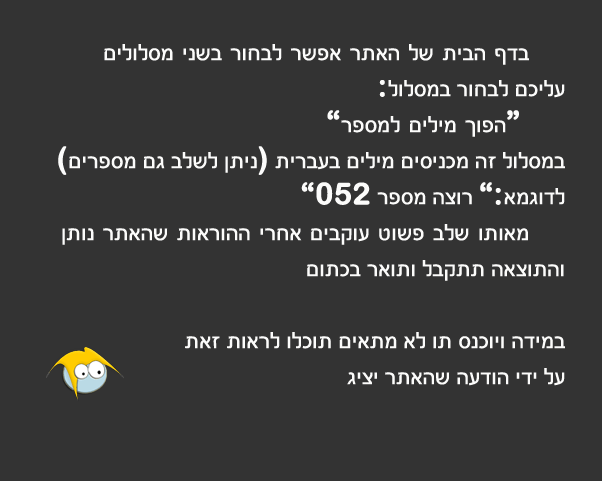 בדף הבית של האתר אפשר לבחור בשני מסלולים
עליכם לבחור במסלול:
”הפוך מילים למספר“
במסלול זה מכניסים מילים בעברית (ניתן לשלב גם מספרים)
לדוגמא:“ רוצה מספר 052“
מאותו שלב פשוט עוקבים אחרי ההוראות שהאתר נותן
והתוצאה תתקבל ותואר בכתום
במידה ויוכנס תו לא מתאים תוכלו לראות זאת
על ידי הודעה שהאתר יציג